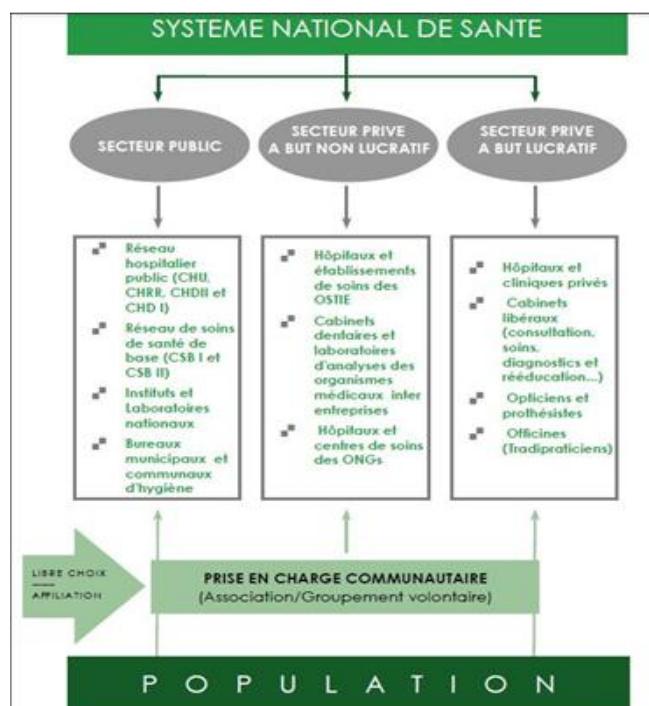 SYSTEME NATIONAL DE SANTE
SECTEUR PUBLIC
SECTEUR PRIVE
A BUT NON LUCRATIF
SECTEUR PRIVE
A BUT LUCRATIF
Réseau
hospitalier
public (CHU,
CHRR, CHDII et
CHD I)
Réseau de soins
de santé de
base (CSB I et
CSB II)
Instituts et
Laboratoires
nationaux
Bureaux
municipaux et
communaux
d'hygiène
Hôpitaux et
établissements
de soins des
OSTIE
Cabinets
dentaires et
laboratoires
d'analyses des
organismes
médicaux inter
entreprises
Hôpitaux et
centres de soins
des ONGs
Hôpitaux et
cliniques privés
Cabinets
libéraux
(consultation,
soins,
diagnostics et
rééducation...)
Opticiens et
prothésistes
Officines
(Tradipraticiens)
LIBRE CHOIX
AFFILIATION
PRISE EN CHARGE COMMUNAUTAIRE
(Association/Groupement volontaire)
POPULATION